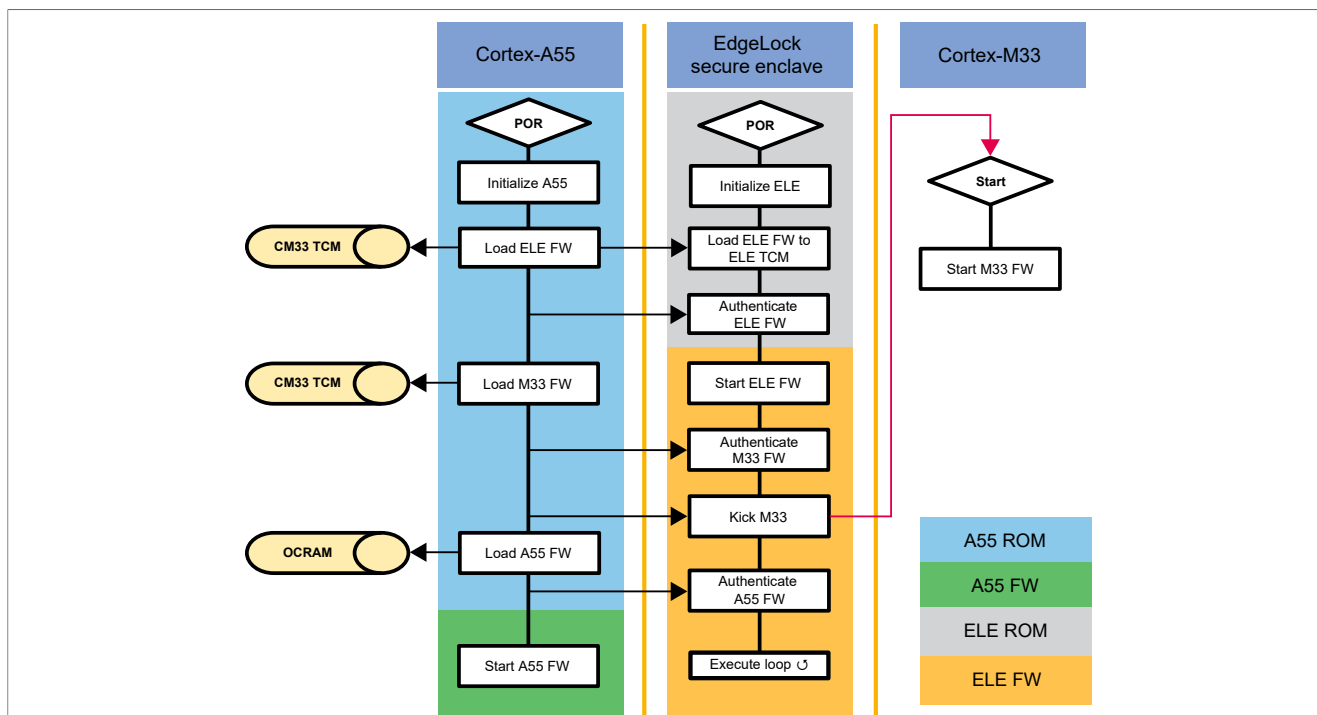 Cortex-A55
EdgeLock
secure enclave
Cortex-M33
POR
POR
Start
Initialize A55
Initialize ELE
CM33 TCM
Load ELE FW
Load ELE FW to
ELE TCM
Start M33 FW
Authenticate
ELE FW
CM33 TCM
Load M33 FW
Start ELE FW
Authenticate
M33 FW
Kick M33
OCRAM
Load A55 FW
Authenticate
A55 FW
Start A55 FW
Execute loop ↺
A55 ROM
A55 FW
ELE ROM
ELE FW